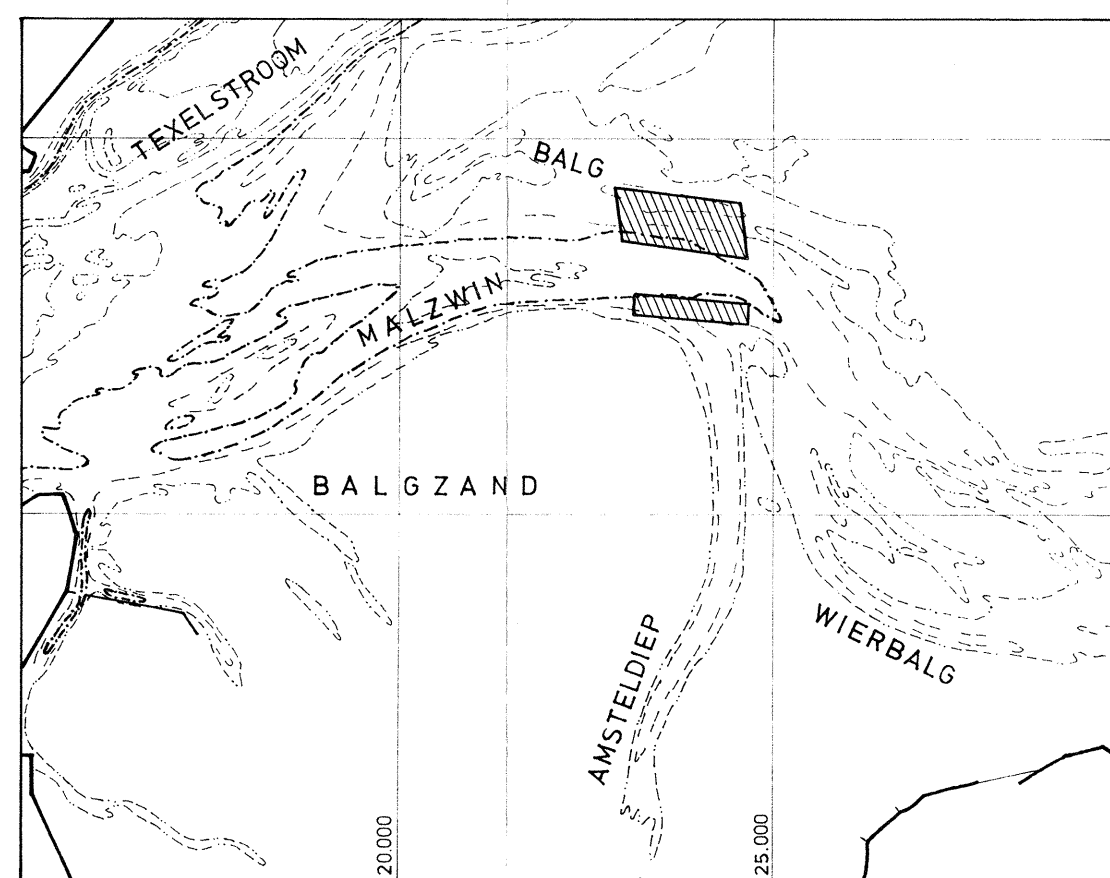 TEXELSTROOM
BALG
MALZWIN
BALGZAND
WIERBALG
AMSTELDIEP
20.000
25.000